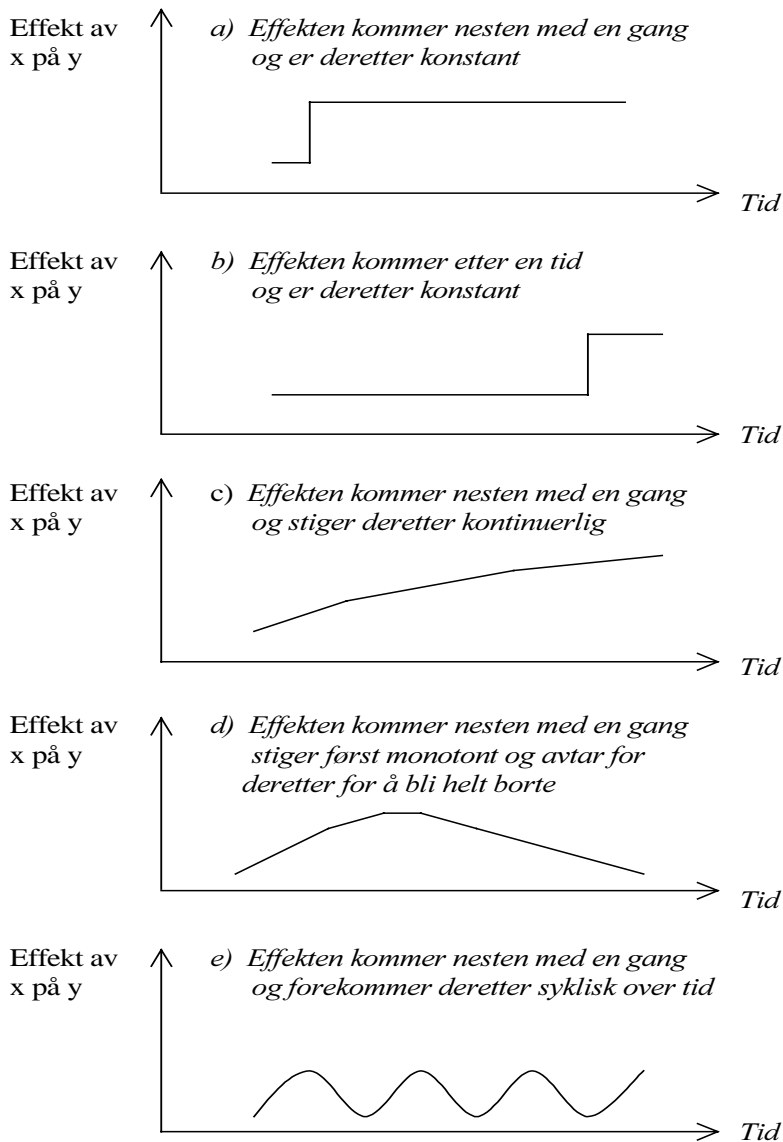 Effekt av
x på y
a) Effekten kommer nesten med en gang
og er deretter konstant
Tid
Effekt av
x på y
b) Effekten kommer etter en tid
og er deretter konstant
Tid
Effekt av
x på y
c) Effekten kommer nesten med en gang
og stiger deretter kontinuerlig
Tid
Effekt av
x på y
d) Effekten kommer nesten med en gang
stiger først monotont og avtar for
deretter for å bli helt borte
Tid
Effekt av
x på y
e) Effekten kommer nesten med en gang
og forekommer deretter syklisk over tid
Tid